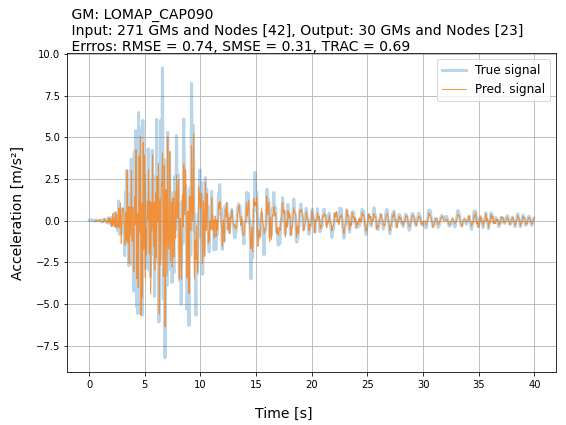 GM: LOMAP_CAP090
Input: 271 GMs and Nodes [42], Output: 30 GMs and Nodes [23]
Errros: RMSE = 0.74, SMSE = 0.31, TRAC = 0.69
True signal
Pred. signal
Acceleration [m/s²]
10.0
7.5
5.0
2.5
0.0
−2.5
−5.0
−7.5
0 5 10 15 20 25 30 35 40
Time [s]